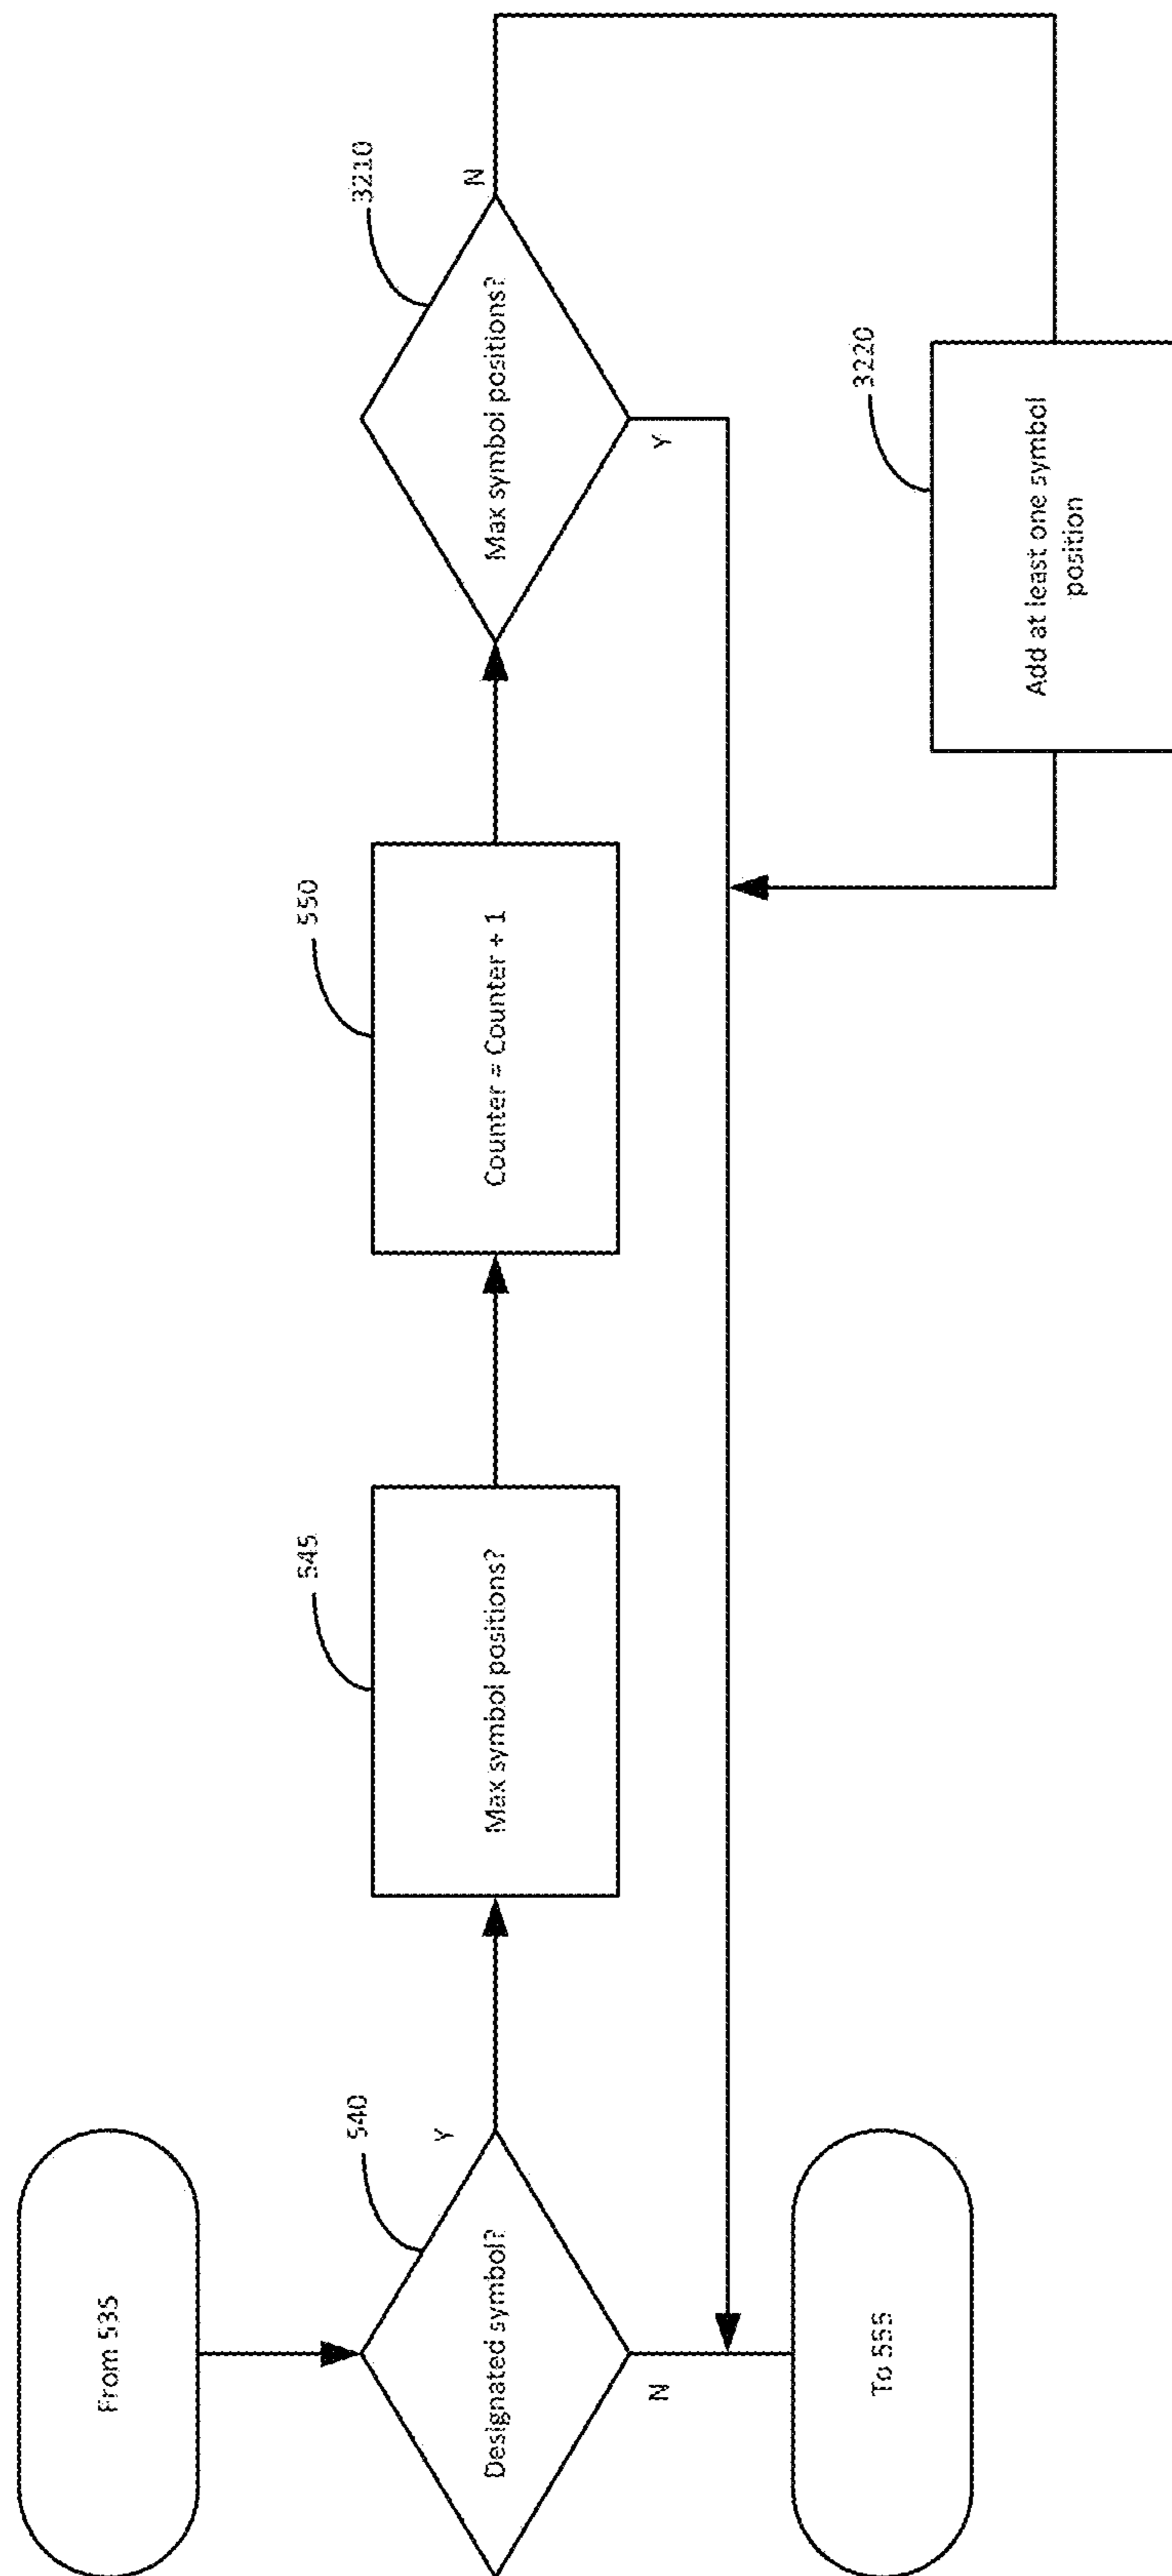 From 535
540
Designated symbol?
Y
N
545
Max symbol positions?
550
Counter = Counter + 1
3210
Max symbol positions?
N
Y
3220
Add at least one symbol
position
To 555